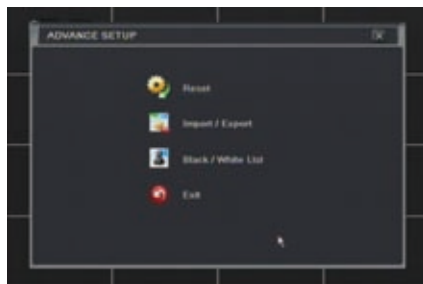 ADVANCE SETUP
Reset
Import / Export
Black / White List
Exit